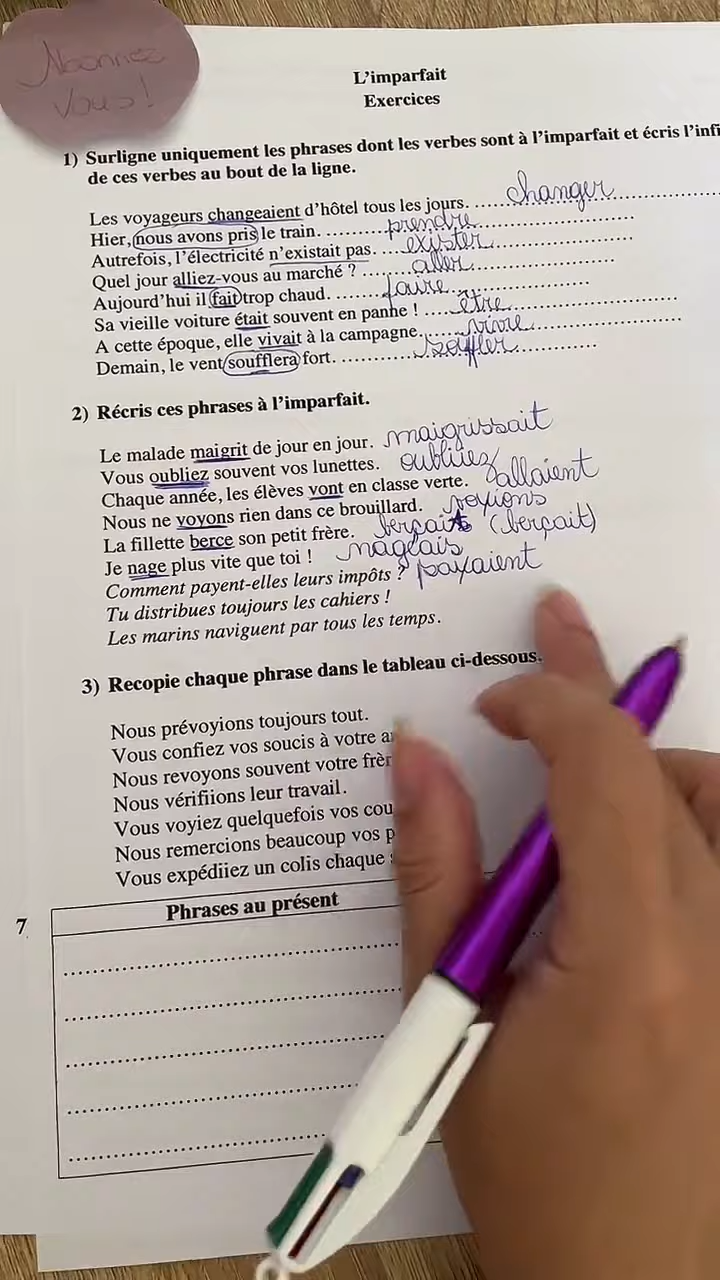 Abonnez
Vous!
L'imparfait
Exercices
1) Surligne uniquement les phrases dont les verbes sont à l'imparfait et écris l'infi
de ces verbes au bout de la ligne.
Les voyageurs changeaient d'hôtel tous les jours. changer
Hier, nous avons pris le train. prendre
Autrefois, l'électricité n'existait pas. exister
Quel jour alliez-vous au marché ? aller
Aujourd'hui il fait trop chaud. faire
Sa vieille voiture était souvent en panne ! être
A cette époque, elle vivait à la campagne. vivre
Demain, le vent soufflera fort. souffler
2) Récris ces phrases à l'imparfait.
Le malade maigrit de jour en jour. maigrissait
Vous oubliez souvent vos lunettes. oubliiez
Chaque année, les élèves vont en classe verte. allaient
Nous ne voyons rien dans ce brouillard. voyions
La fillette berce son petit frère. berçait (berçait)
Je nage plus vite que toi ! nageais
Comment payent-elles leurs impôts ? payaient
Tu distribues toujours les cahiers !
Les marins naviguent par tous les temps.
3) Recopie chaque phrase dans le tableau ci-dessous.
Nous prévoyions toujours tout.
Vous confiez vos soucis à votre
Nous revoyons souvent votre frèr
Nous vérifiions leur travail.
Vous voyiez quelquefois vos cou
Nous remercions beaucoup vos p
Vous expédiiez un colis chaque
7
Phrases au présent